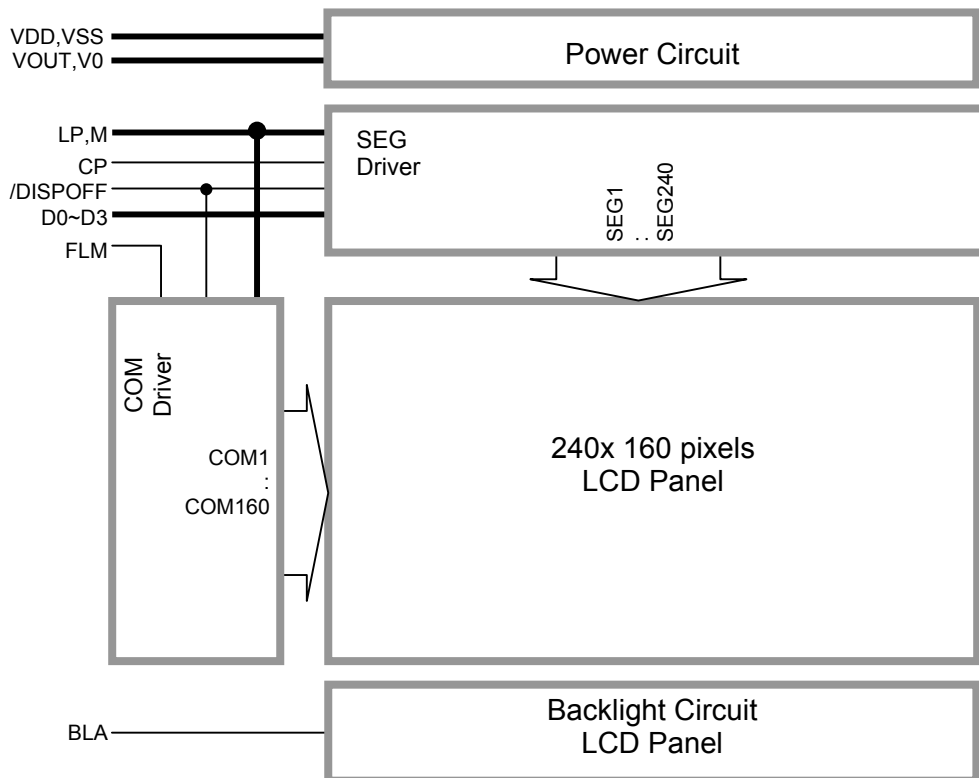 VDD,VSS
VOUT,V0
Power Circuit
LP,M
CP
/DISPOFF
D0~D3
FLM
SEG
Driver
SEG1
..
SEG240
COM
Driver
COM1
:
COM160
240x 160 pixels
LCD Panel
BLA
Backlight Circuit
LCD Panel